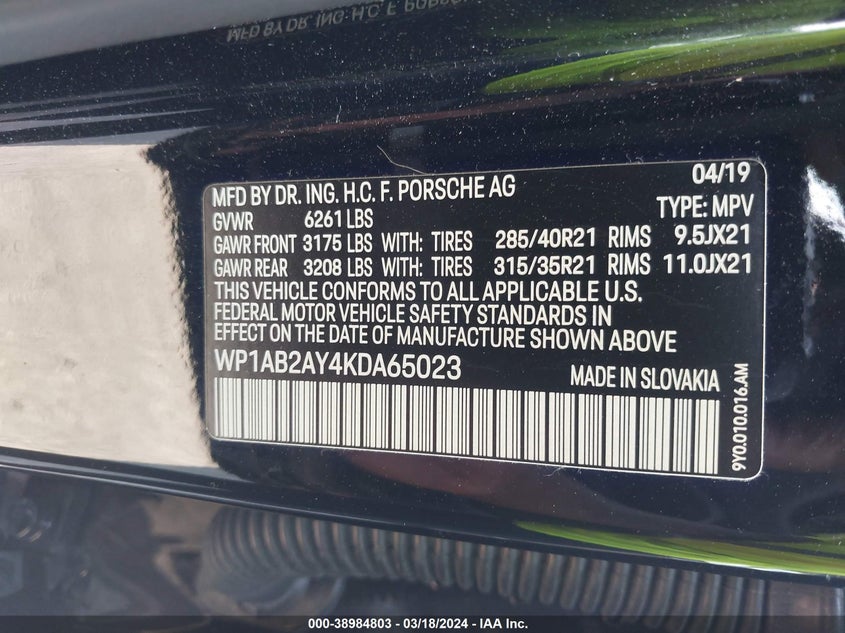 MFD BY DR. ING. H.C. F. PORSCHE AG 04/19
GVWR 6261 LBS TYPE: MPV
GAWR FRONT 3175 LBS WITH: TIRES 285/40R21 RIMS 9.5JX21
GAWR REAR 3208 LBS WITH: TIRES 315/35R21 RIMS 11.0JX21
THIS VEHICLE CONFORMS TO ALL APPLICABLE U.S.
FEDERAL MOTOR VEHICLE SAFETY STANDARDS IN
EFFECT ON THE DATE OF MANUFACTURE SHOWN ABOVE
WP1AB2AY4KDA65023 MADE IN SLOVAKIA
9Y0.010.016.AM
000-38984803 - 03/18/2024 - IAA Inc.